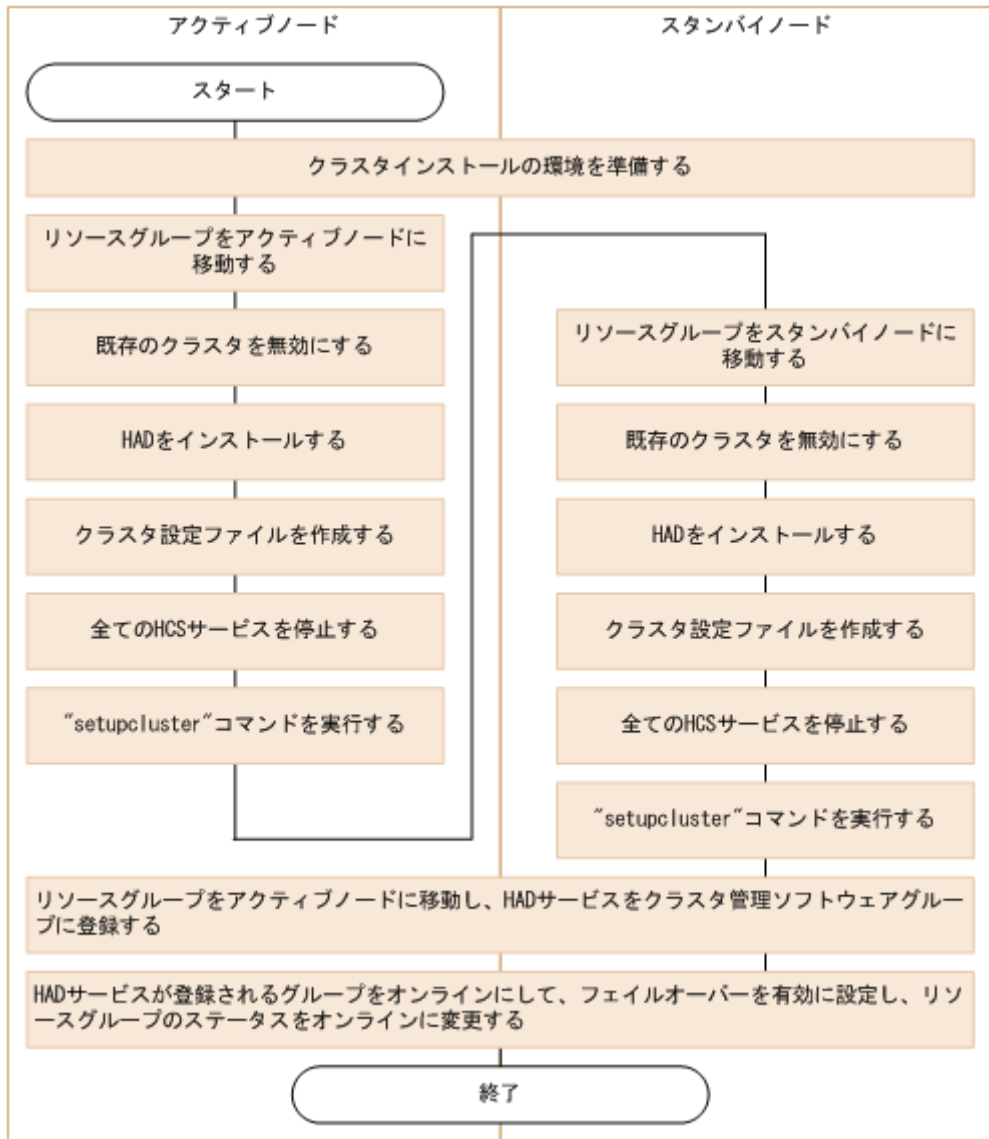 アクティブノード
スタンバイノード
スタート
クラスタインストールの環境を準備する
リソースグループをアクティブノードに
移動する
既存のクラスタを無効にする
HADをインストールする
クラスタ設定ファイルを作成する
全てのHCSサービスを停止する
"setupcluster"コマンドを実行する
リソースグループをスタンバイノードに
移動する
既存のクラスタを無効にする
HADをインストールする
クラスタ設定ファイルを作成する
全てのHCSサービスを停止する
"setupcluster"コマンドを実行する
リソースグループをアクティブノードに移動し、HADサービスをクラスタ管理ソフトウェアグルー
プに登録する
HADサービスが登録されるグループをオンラインにして、フェイルオーバーを有効に設定し、リソ
ースグループのステータスをオンラインに変更する
終了